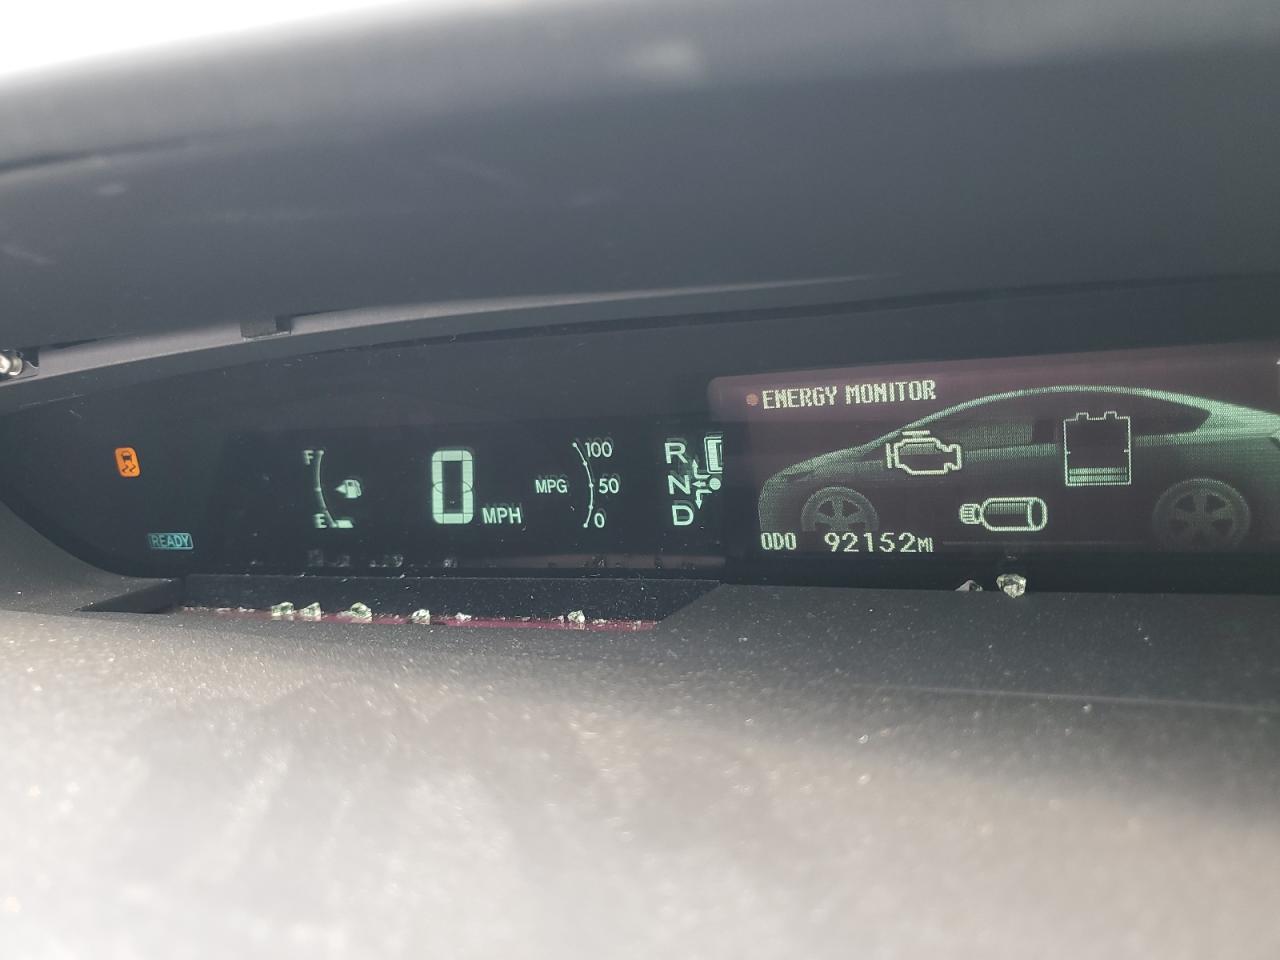 ENERGY MONITOR
F
E
0 MPH
MPG
100
50
0
R
N
D
READY
ODO 92152MI